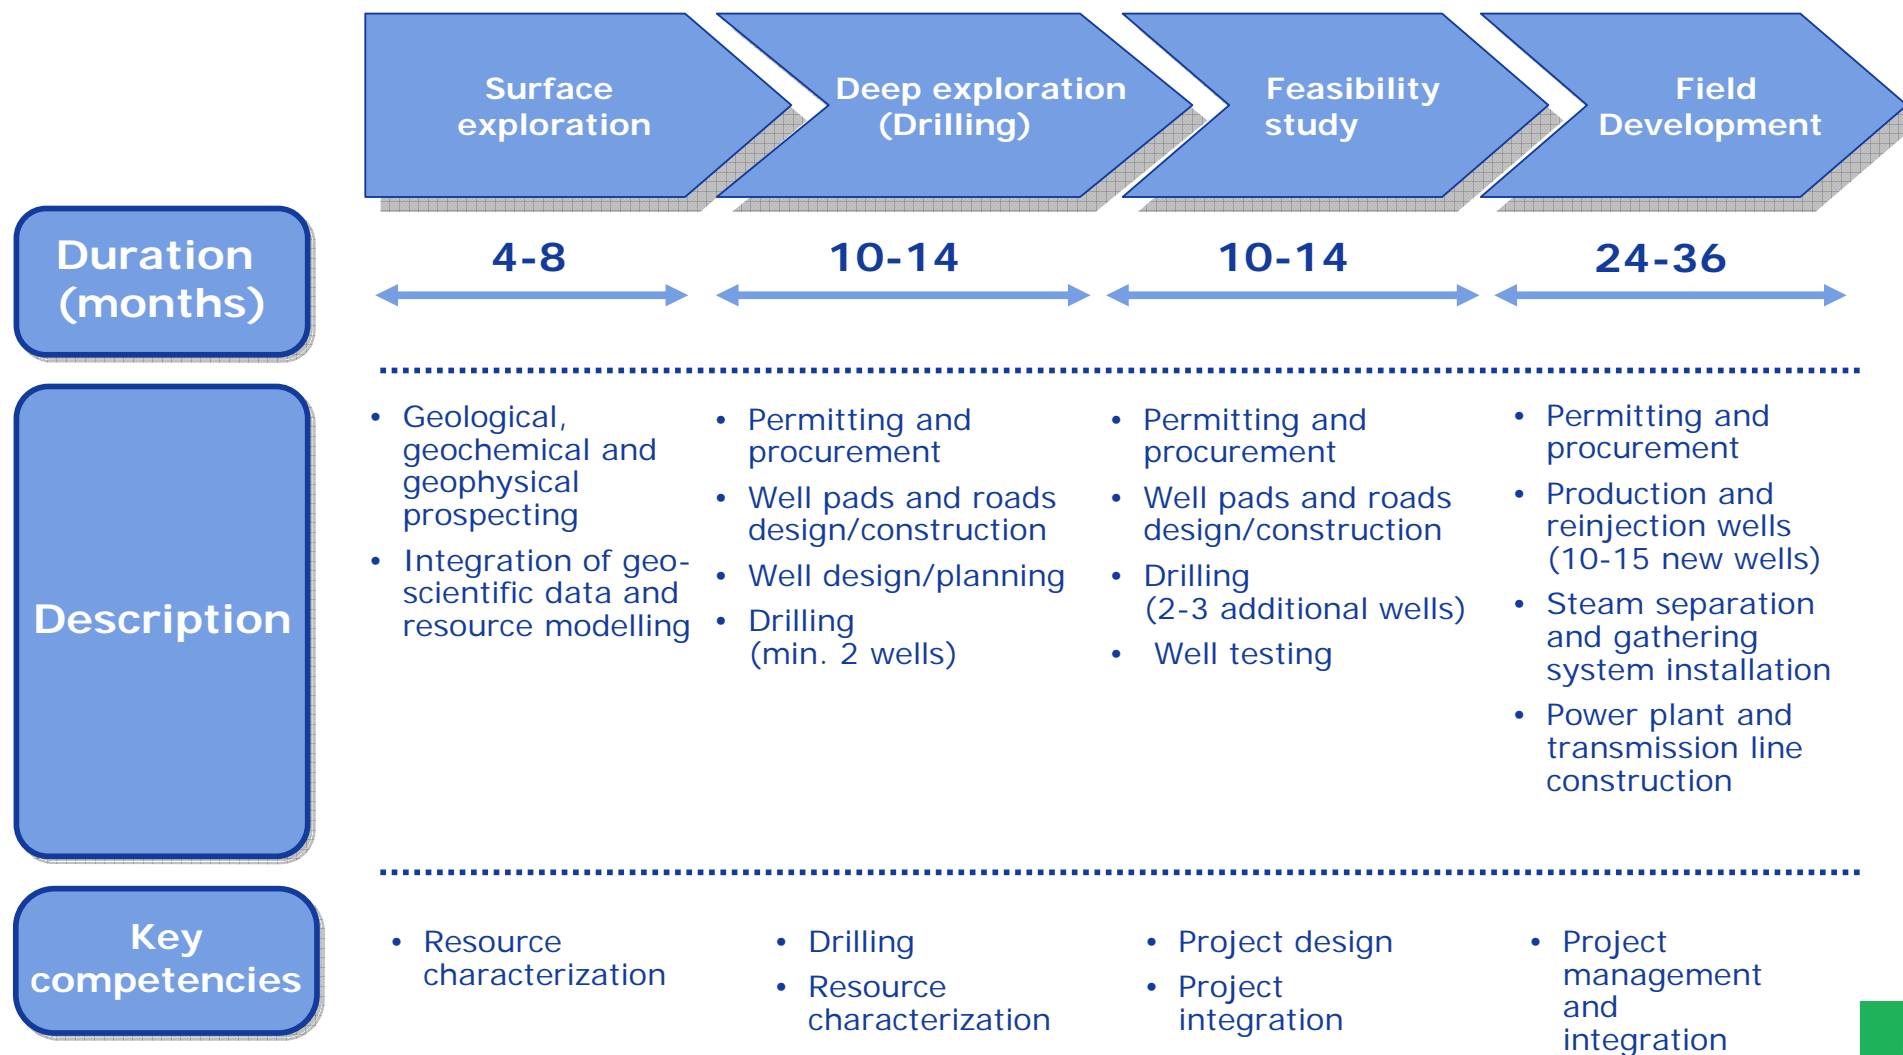 Surface
exploration
Deep exploration
(Drilling)
Feasibility
study
Field
Development
Duration
(months)
4-8
10-14
10-14
24-36
Description
• Geological,
geochemical and
geophysical
prospecting
• Integration of geo-
scientific data and
resource modelling
• Permitting and
procurement
• Well pads and roads
design/construction
• Well design/planning
• Drilling
(min. 2 wells)
• Permitting and
procurement
• Well pads and roads
design/construction
• Drilling
(2-3 additional wells)
• Well testing
• Permitting and
procurement
• Production and
reinjection wells
(10-15 new wells)
• Steam separation
and gathering
system installation
• Power plant and
transmission line
construction
Key
competencies
• Resource
characterization
• Drilling
• Resource
characterization
• Project design
• Project
integration
• Project
management
and
integration